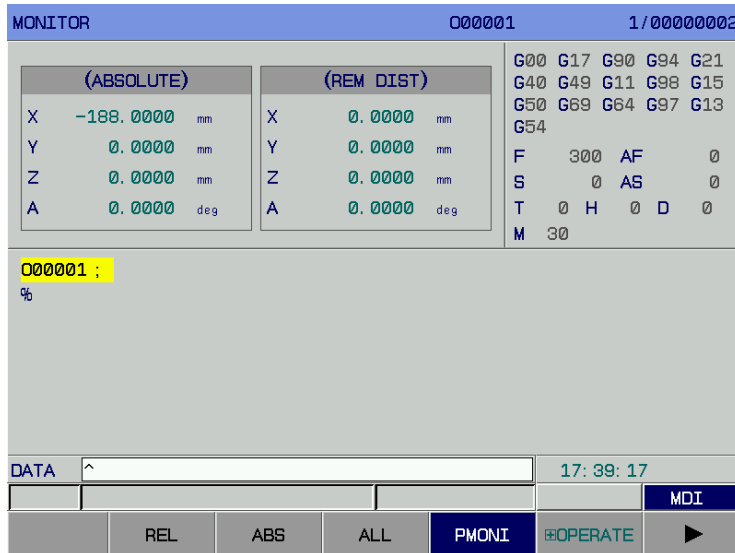 MONITOR O00001 1/00000002
(ABSOLUTE) (REM DIST)
X -188.0000 mm X 0.0000 mm
Y 0.0000 mm Y 0.0000 mm
Z 0.0000 mm Z 0.0000 mm
A 0.0000 deg A 0.0000 deg
G00 G17 G90 G94 G21
G40 G49 G11 G98 G15
G50 G69 G64 G97 G13
G54
F 300 AF 0
S 0 AS 0
T 0 H 0 D 0
M 30
O00001 ;
%
DATA ^ 17:39:17
MDI
REL ABS ALL PMONI ⊞OPERATE ▶